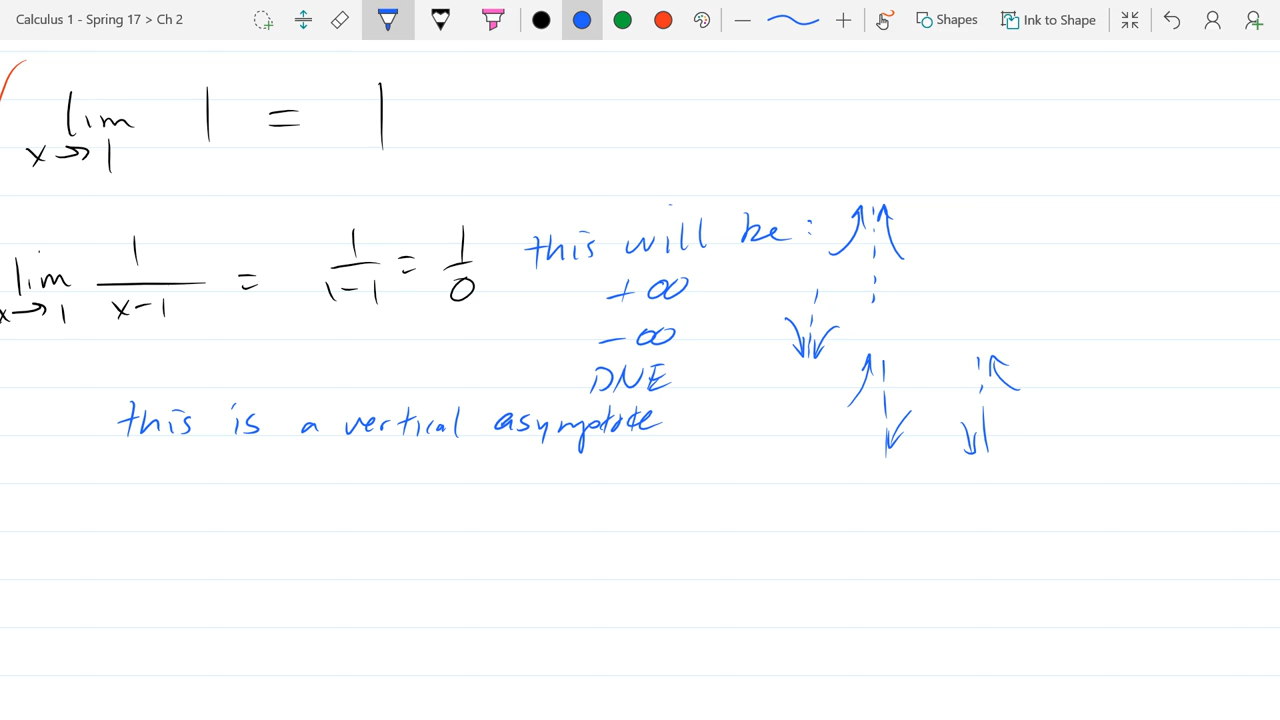 Calculus 1 - Spring 17 > Ch 2
Shapes
Ink to Shape
lim 1 = 1
x→1
lim 1/(x-1) = 1/(1-1) = 1/0 this will be:
x→1
+∞
-∞
DNE
this is a vertical asymptote